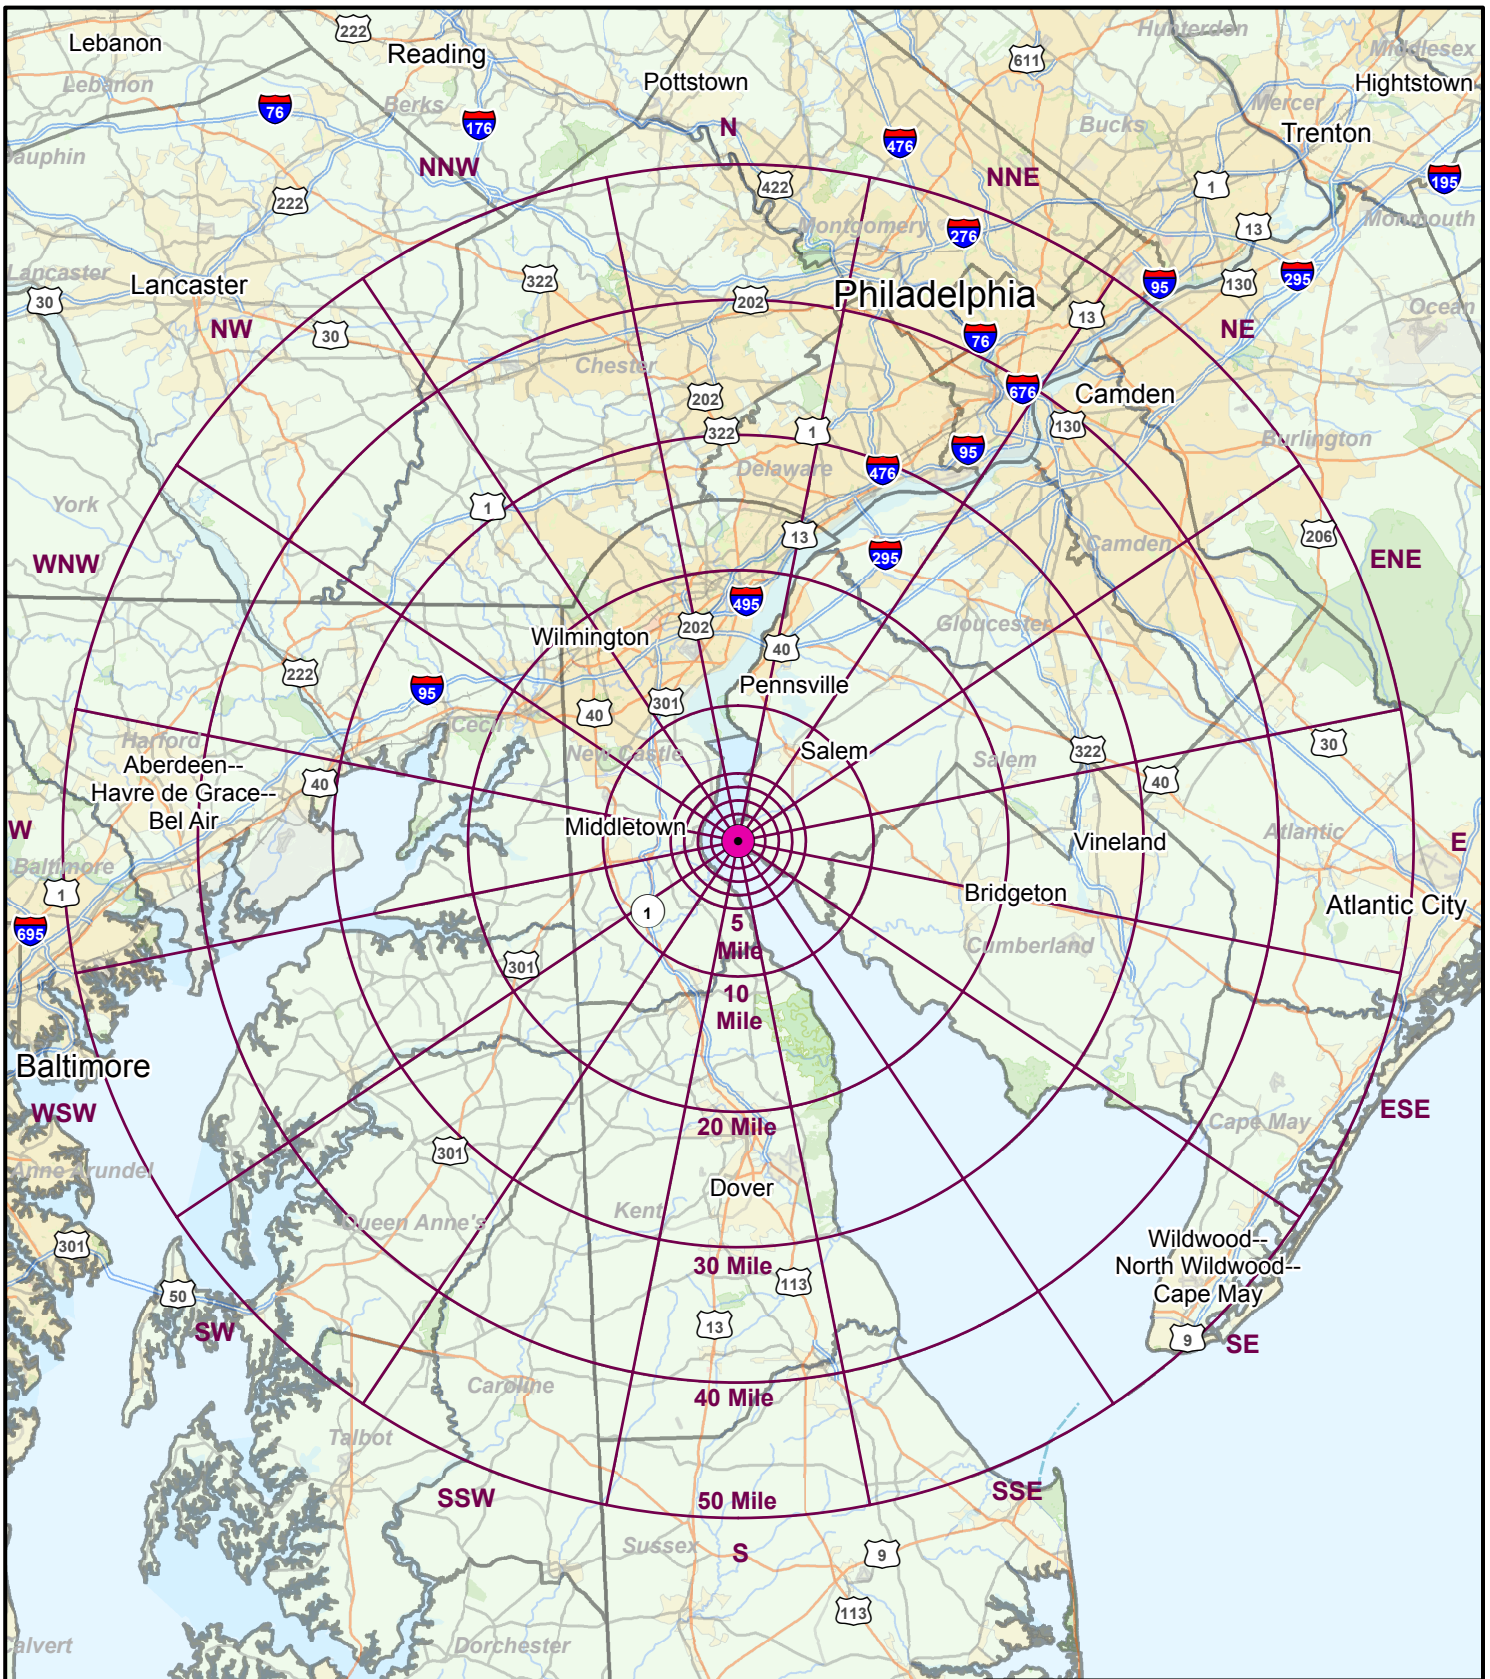 222
Hunterdon
Lebanon
Reading
Middlesex
611
Lebanon
Pottstown
Hightstown
76
Berks
Mercer
176
N
Bucks
Trenton
476
auphin
NNW
NNE
195
422
1
222
Montgomery
276
13
Monmouth
Lancaster
322
95
295
30
Lancaster
202
Philadelphia
130
Ocean
NW
30
76
13
NE
Chester
202
676
Camden
322
1
130
Burlington
95
Delaware
476
York
1
13
206
WNW
295
Camden
ENE
495
Wilmington
202
Gloucester
40
222
95
Pennsville
301
40
Cecil
Harford
New Castle
Salem
Salem
322
30
Aberdeen--
Havre de Grace--
Bel Air
40
40
W
Middletown
Vineland
Atlantic
E
Baltimore
1
Bridgeton
Atlantic City
1
695
5
Mile
Cumberland
301
10
Mile
Baltimore
WSW
20 Mile
Cape May
ESE
301
Anne Arundel
Dover
Queen Anne's
Kent
301
Wildwood--
North Wildwood--
Cape May
30 Mile
113
50
SW
13
9
SE
Caroline
40 Mile
Talbot
SSW
50 Mile
SSE
Sussex
S
9
113
alvert
Dorchester